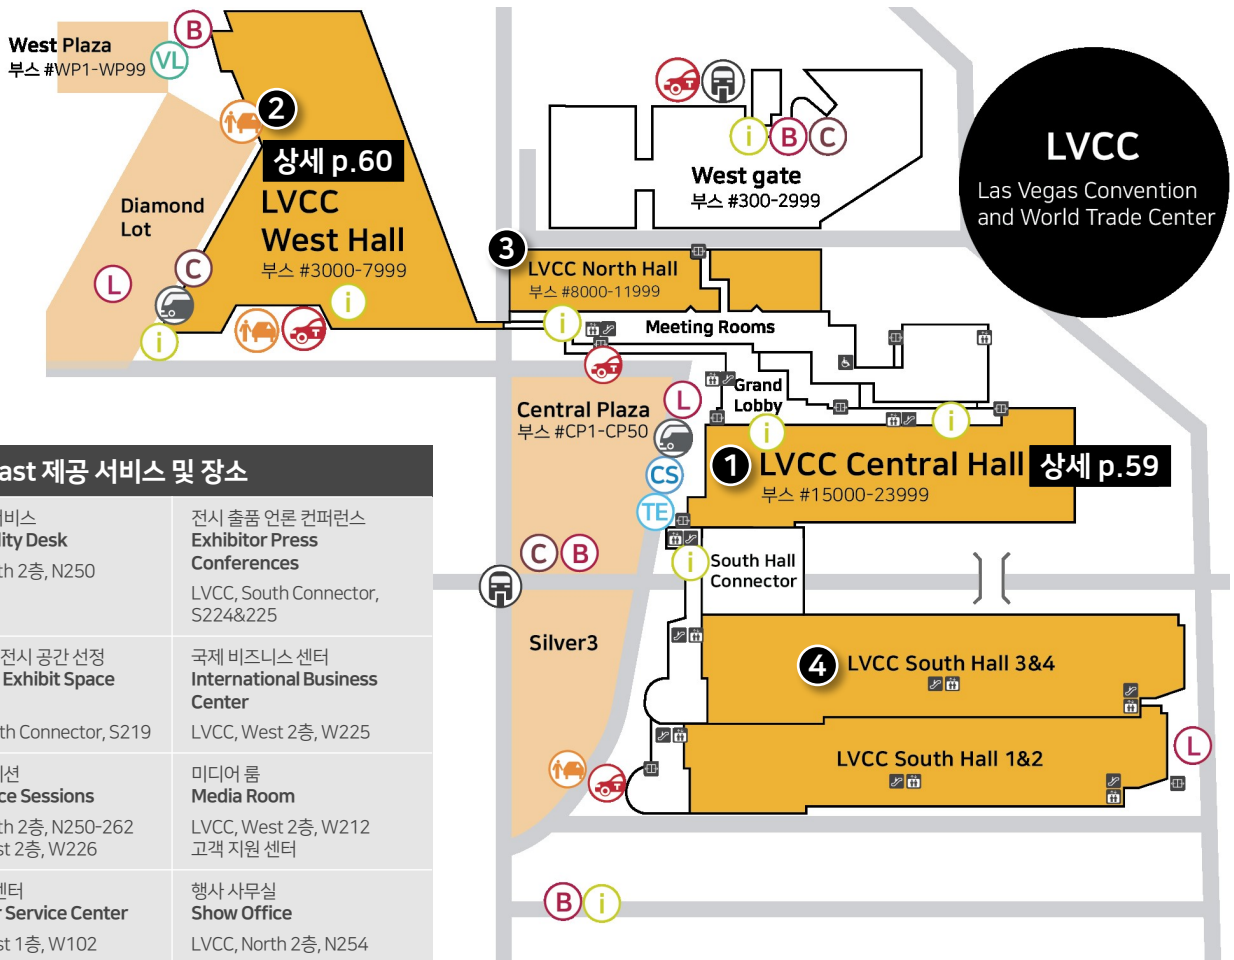 West Plaza
부스 #WP1-WP99
B
VL
2
상세 p.60
LVCC
West Hall
부스 #3000-7999
Diamond
Lot
L
C
i
i
T
T
i
B
C
West gate
부스 #300-2999
LVCC
Las Vegas Convention
and World Trade Center
3
LVCC North Hall
부스 #8000-11999
i
Meeting Rooms
T
Grand
Lobby
Central Plaza
부스 #CP1-CP50
L
CS
TE
i
i
1
LVCC Central Hall
상세 p.59
부스 #15000-23999
C
B
i
South Hall
Connector
Silver3
4
LVCC South Hall 3&4
LVCC South Hall 1&2
L
T
B
i
ast 제공 서비스 및 장소
비스
lity Desk
th 2층, N250
전시 출품 언론 컨퍼런스
Exhibitor Press
Conferences
LVCC, South Connector,
S224&225
전시 공간 선정
Exhibit Space
th Connector, S219
국제 비즈니스 센터
International Business
Center
LVCC, West 2층, W225
션
ce Sessions
th 2층, N250-262
st 2층, W226
미디어 룸
Media Room
LVCC, West 2층, W212
고객 지원 센터
센터
r Service Center
st 1층, W102
행사 사무실
Show Office
LVCC, North 2층, N254